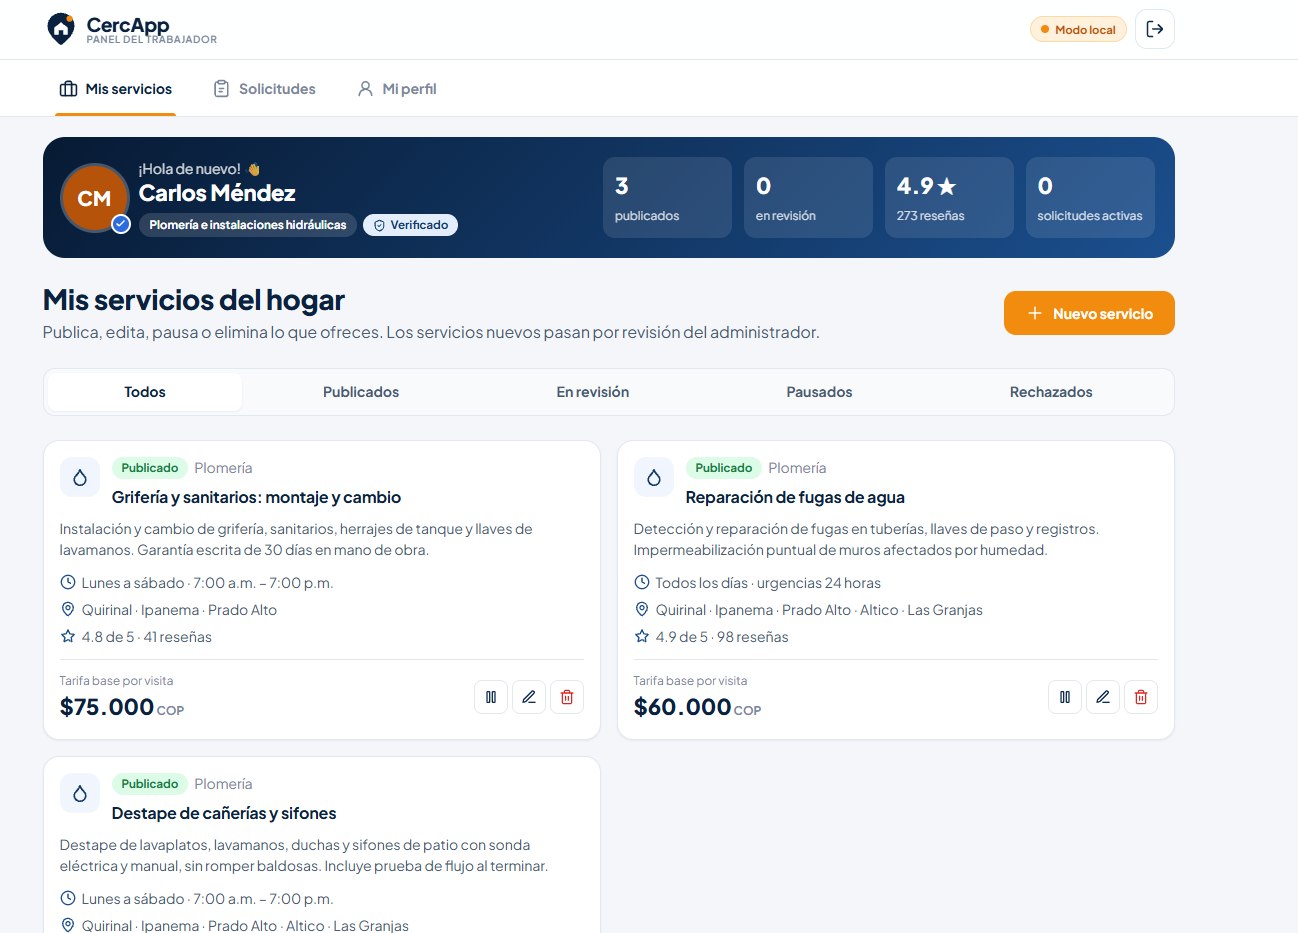 CercApp
PANEL DEL TRABAJADOR
Modo local
Mis servicios
Solicitudes
Mi perfil
CM
¡Hola de nuevo! 👋
Carlos Méndez
Plomería e instalaciones hidráulicas
Verificado
3
publicados
0
en revisión
4.9 ★
273 reseñas
0
solicitudes activas
Mis servicios del hogar
Publica, edita, pausa o elimina lo que ofreces. Los servicios nuevos pasan por revisión del administrador.
Nuevo servicio
Todos
Publicados
En revisión
Pausados
Rechazados
Publicado Plomería
Grifería y sanitarios: montaje y cambio
Instalación y cambio de grifería, sanitarios, herrajes de tanque y llaves de
lavamanos. Garantía escrita de 30 días en mano de obra.
Lunes a sábado · 7:00 a.m. – 7:00 p.m.
Quirinal · Ipanema · Prado Alto
4.8 de 5 · 41 reseñas
Tarifa base por visita
$75.000 COP
Publicado Plomería
Reparación de fugas de agua
Detección y reparación de fugas en tuberías, llaves de paso y registros.
Impermeabilización puntual de muros afectados por humedad.
Todos los días · urgencias 24 horas
Quirinal · Ipanema · Prado Alto · Altico · Las Granjas
4.9 de 5 · 98 reseñas
Tarifa base por visita
$60.000 COP
Publicado Plomería
Destape de cañerías y sifones
Destape de lavaplatos, lavamanos, duchas y sifones de patio con sonda
eléctrica y manual, sin romper baldosas. Incluye prueba de flujo al terminar.
Lunes a sábado · 7:00 a.m. – 7:00 p.m.
Quirinal · Ipanema · Prado Alto · Altico · Las Granjas